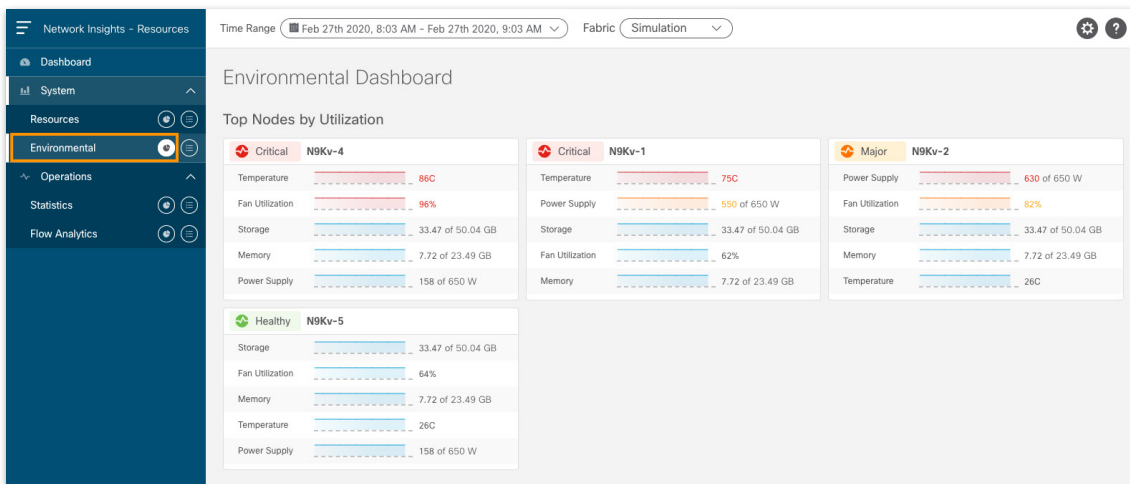 Network Insights - Resources
Time Range Feb 27th 2020, 8:03 AM - Feb 27th 2020, 9:03 AM Fabric Simulation ?
Dashboard
System
Resources
Environmental
Operations
Statistics
Flow Analytics
Environmental Dashboard
Top Nodes by Utilization
Critical N9Kv-4
Temperature 86C
Fan Utilization 96%
Storage 33.47 of 50.04 GB
Memory 7.72 of 23.49 GB
Power Supply 158 of 650 W
Critical N9Kv-1
Temperature 75C
Power Supply 550 of 650 W
Storage 33.47 of 50.04 GB
Fan Utilization 62%
Memory 7.72 of 23.49 GB
Major N9Kv-2
Power Supply 630 of 650 W
Fan Utilization 82%
Storage 33.47 of 50.04 GB
Memory 7.72 of 23.49 GB
Temperature 26C
Healthy N9Kv-5
Storage 33.47 of 50.04 GB
Fan Utilization 64%
Memory 7.72 of 23.49 GB
Temperature 26C
Power Supply 158 of 650 W